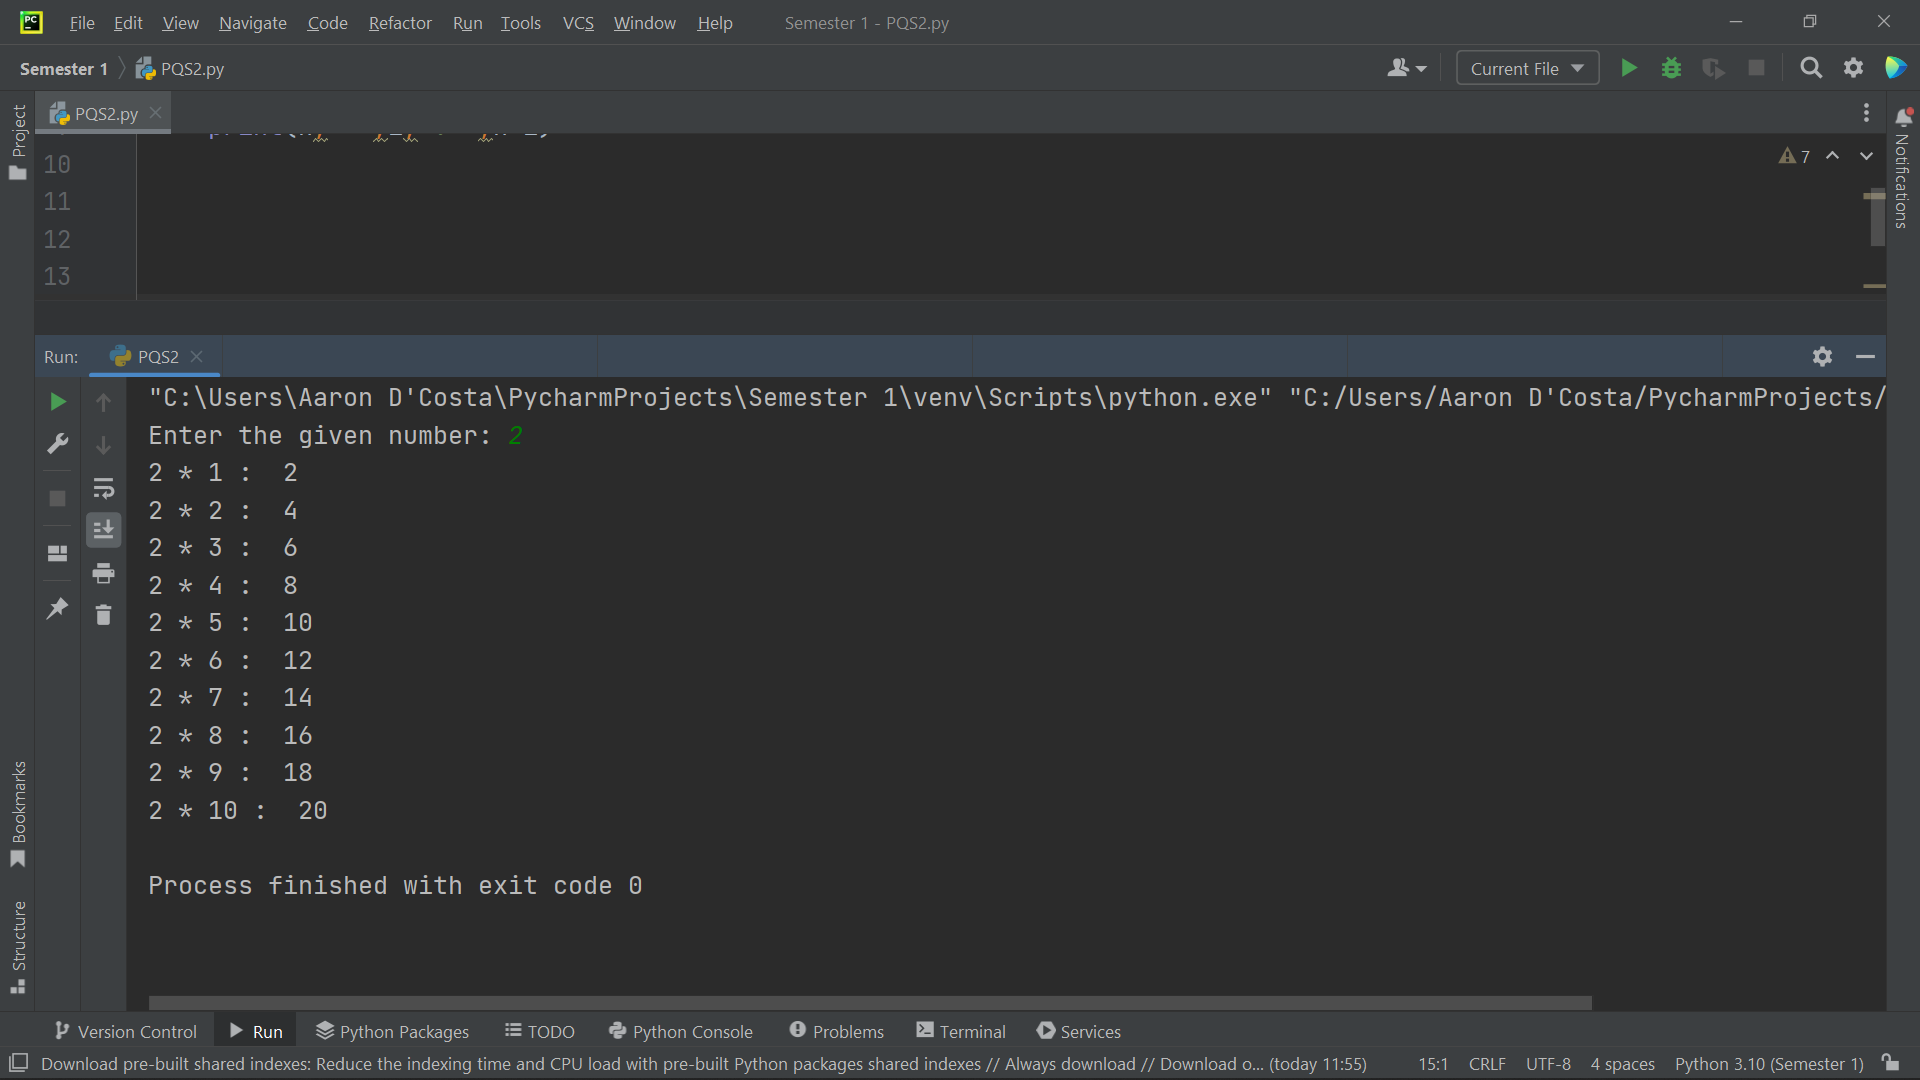 File Edit View Navigate Code Refactor Run Tools VCS Window Help Semester 1 - PQS2.py
Semester 1 PQS2.py Current File
PQS2.py
Project
Notifications
10
11
12
13
7
Run: PQS2
"C:\Users\Aaron D'Costa\PycharmProjects\Semester 1\venv\Scripts\python.exe" "C:/Users/Aaron D'Costa/PycharmProjects/
Enter the given number: 2
2 * 1 :  2
2 * 2 :  4
2 * 3 :  6
2 * 4 :  8
2 * 5 :  10
2 * 6 :  12
2 * 7 :  14
2 * 8 :  16
2 * 9 :  18
2 * 10 :  20
Process finished with exit code 0
Bookmarks
Structure
Version Control Run Python Packages TODO Python Console Problems Terminal Services
Download pre-built shared indexes: Reduce the indexing time and CPU load with pre-built Python packages shared indexes // Always download // Download o... (today 11:55) 15:1 CRLF UTF-8 4 spaces Python 3.10 (Semester 1)